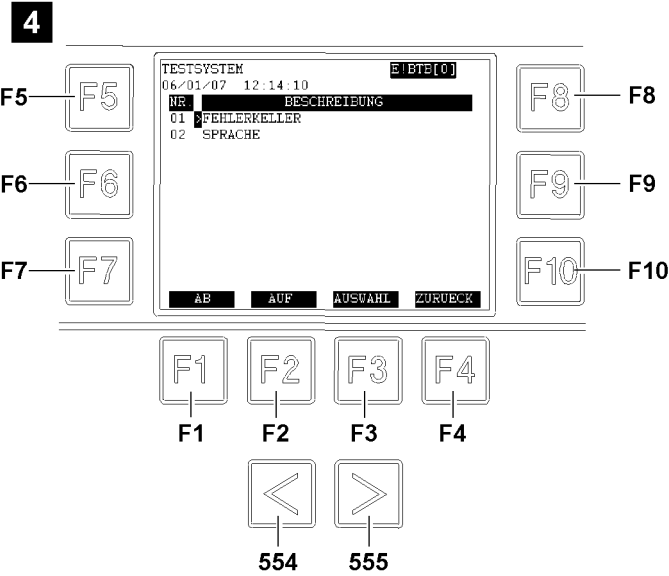 4
TESTSYSTEM E!BTB[0]
06/01/07 12:14:10
NR. BESCHREIBUNG
01 >FEHLERKELLER
02 SPRACHE
AB AUF AUSWAHL ZURUECK
F5 F5
F6 F6
F7 F7
F8 F8
F9 F9
F10 F10
F1 F2 F3 F4
F1 F2 F3 F4
< >
554 555